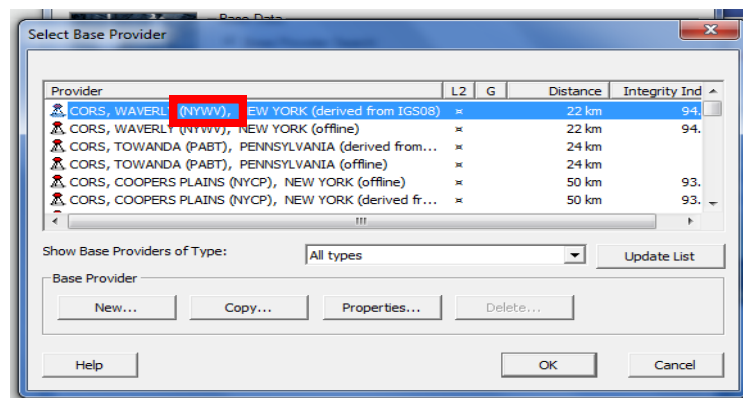 Base Data
Select Base Provider
Provider L2 G Distance Integrity Ind
CORS, WAVERLY (NYWV), NEW YORK (derived from IGS08) 22 km 94.
CORS, WAVERLY (NYWV), NEW YORK (offline) 22 km 94.
CORS, TOWANDA (PABT), PENNSYLVANIA (derived from... 24 km
CORS, TOWANDA (PABT), PENNSYLVANIA (offline) 24 km
CORS, COOPERS PLAINS (NYCP), NEW YORK (offline) 50 km 93.
CORS, COOPERS PLAINS (NYCP), NEW YORK (derived fr... 50 km 93.
Show Base Providers of Type: All types Update List
Base Provider
New... Copy... Properties... Delete...
Help OK Cancel